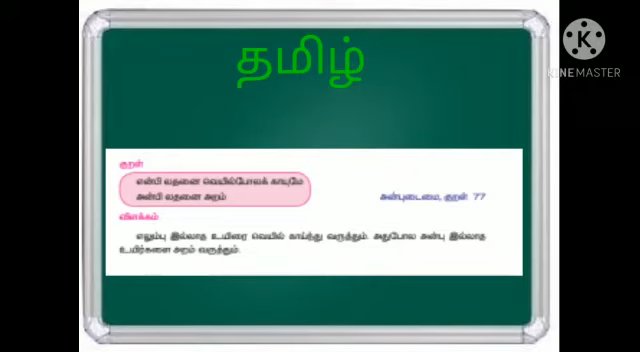 தமிழ்
KINEMASTER
குறள்
என்பி லதனை வெயில்போலக் காயுமே
அன்பி லதனை அறம்
அன்புடைமை, குறள் 77
விளக்கம்
எலும்பு இல்லாத உயிரை வெயில் காய்ந்து வருத்தும். அதுபோல அன்பு இல்லாத
உயிர்களை அறம் வருத்தும்.